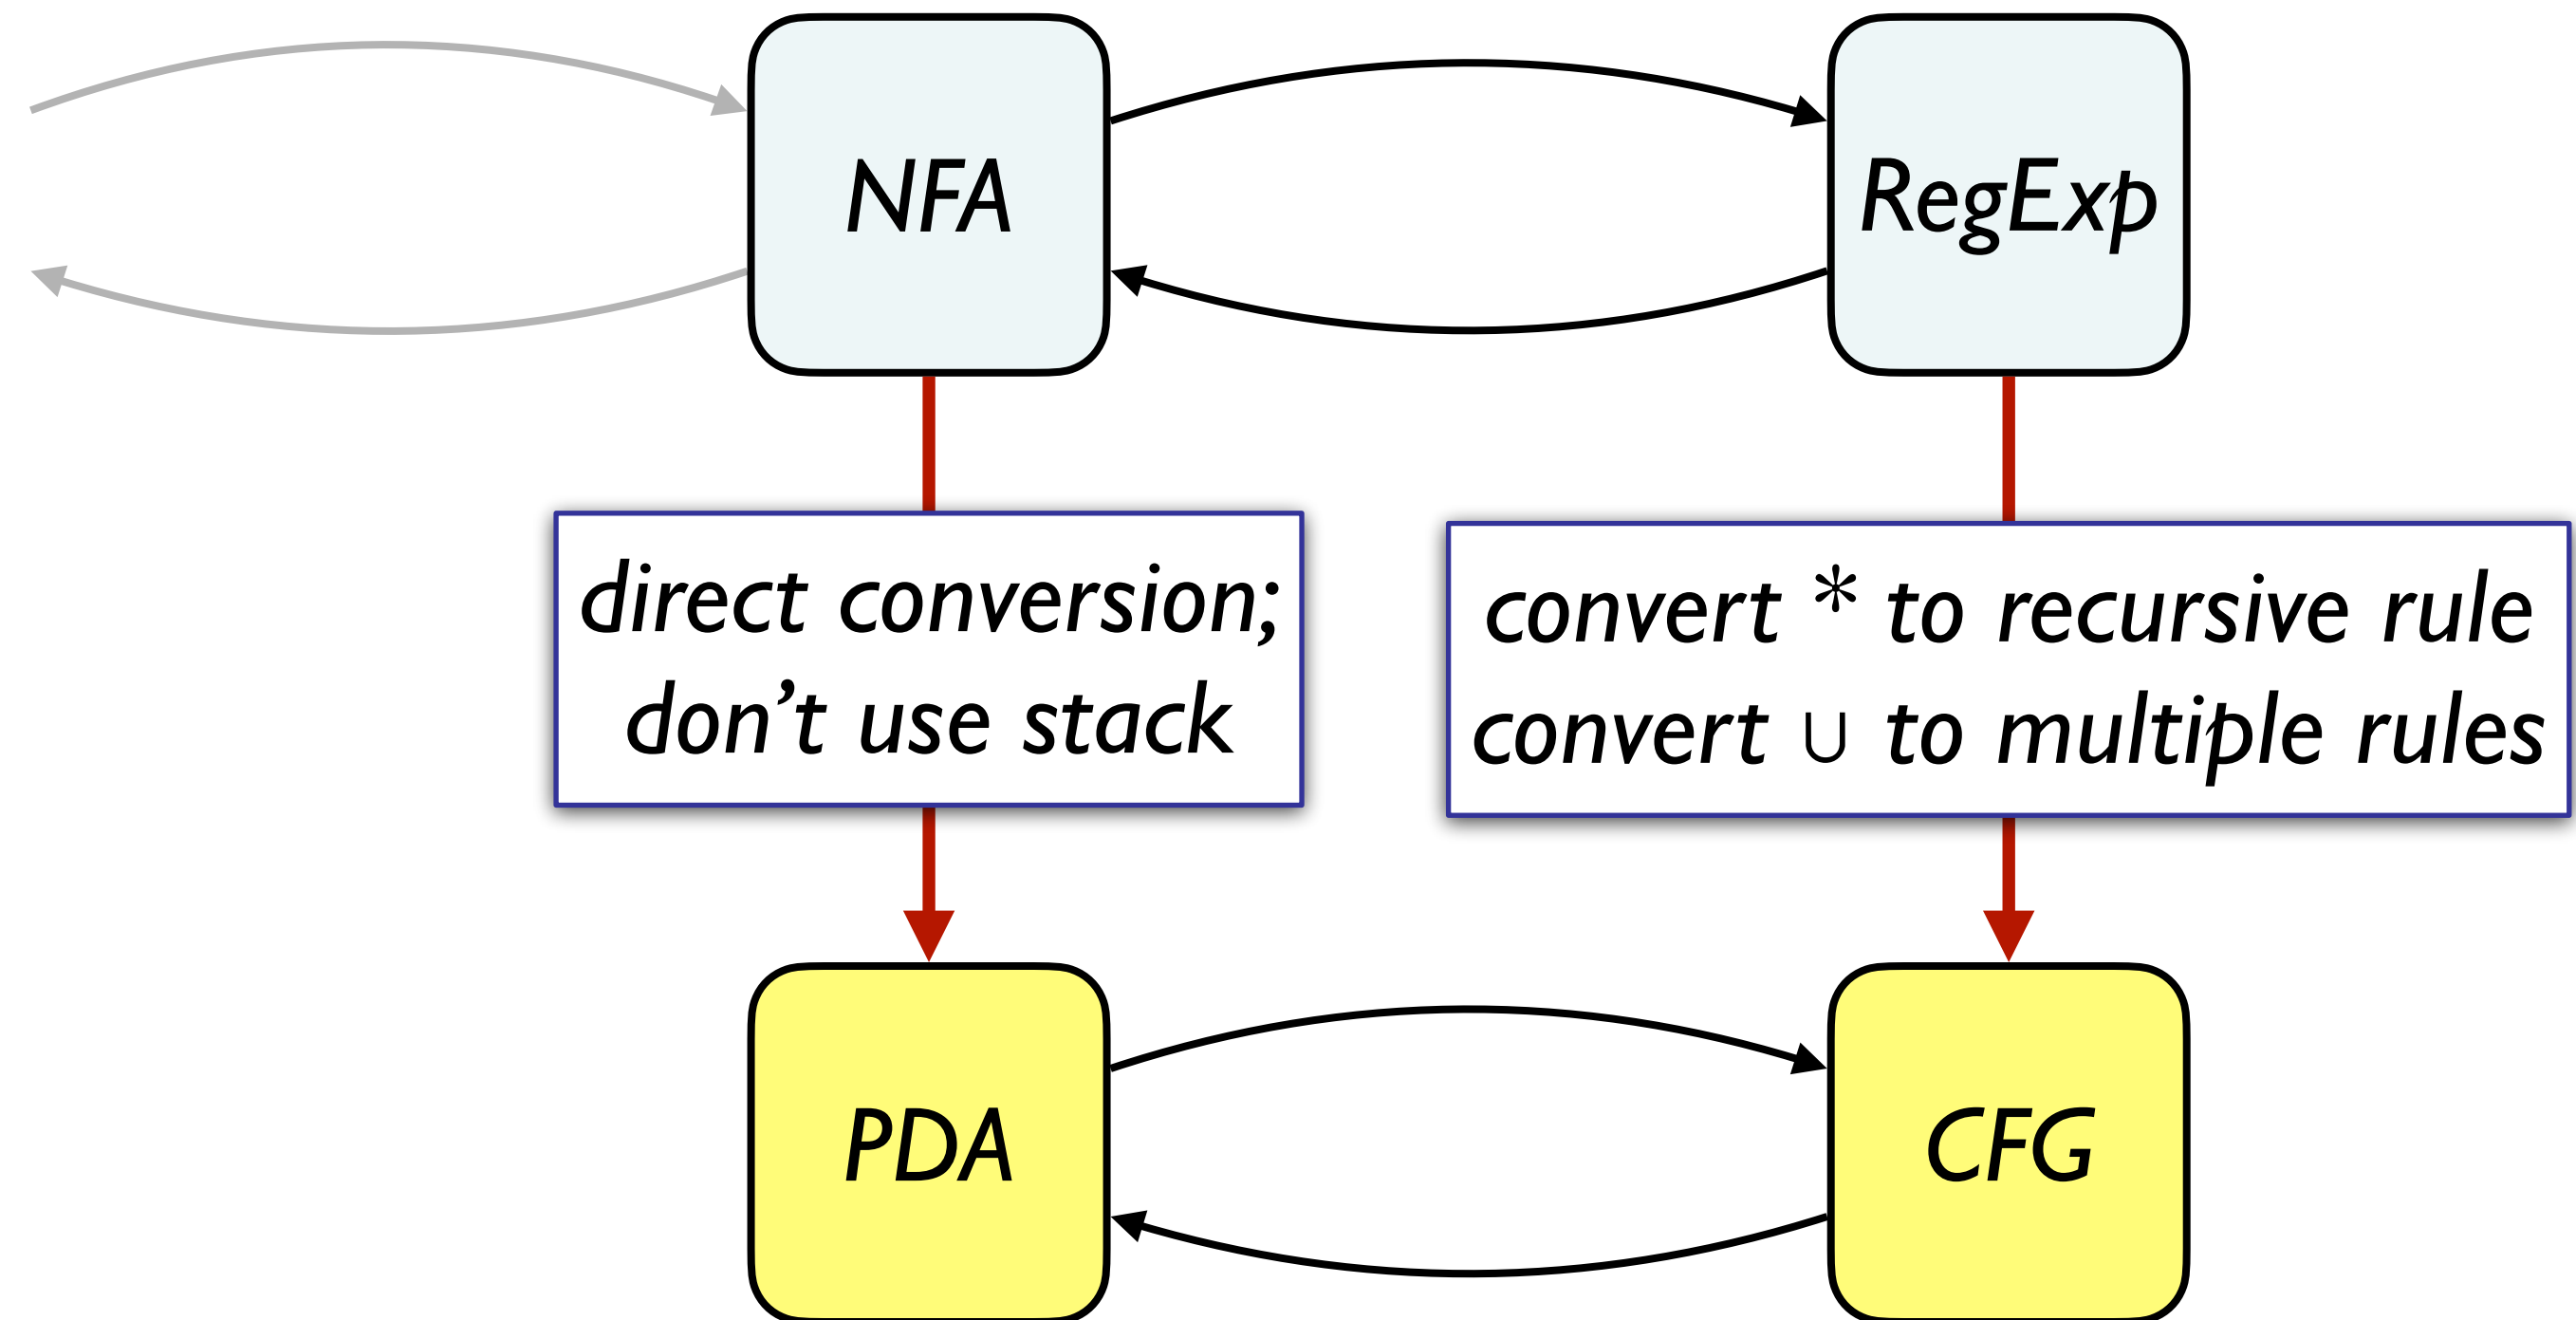 NFA
RegExp
direct conversion;
don’t use stack
convert * to recursive rule
convert ∪ to multiple rules
PDA
CFG